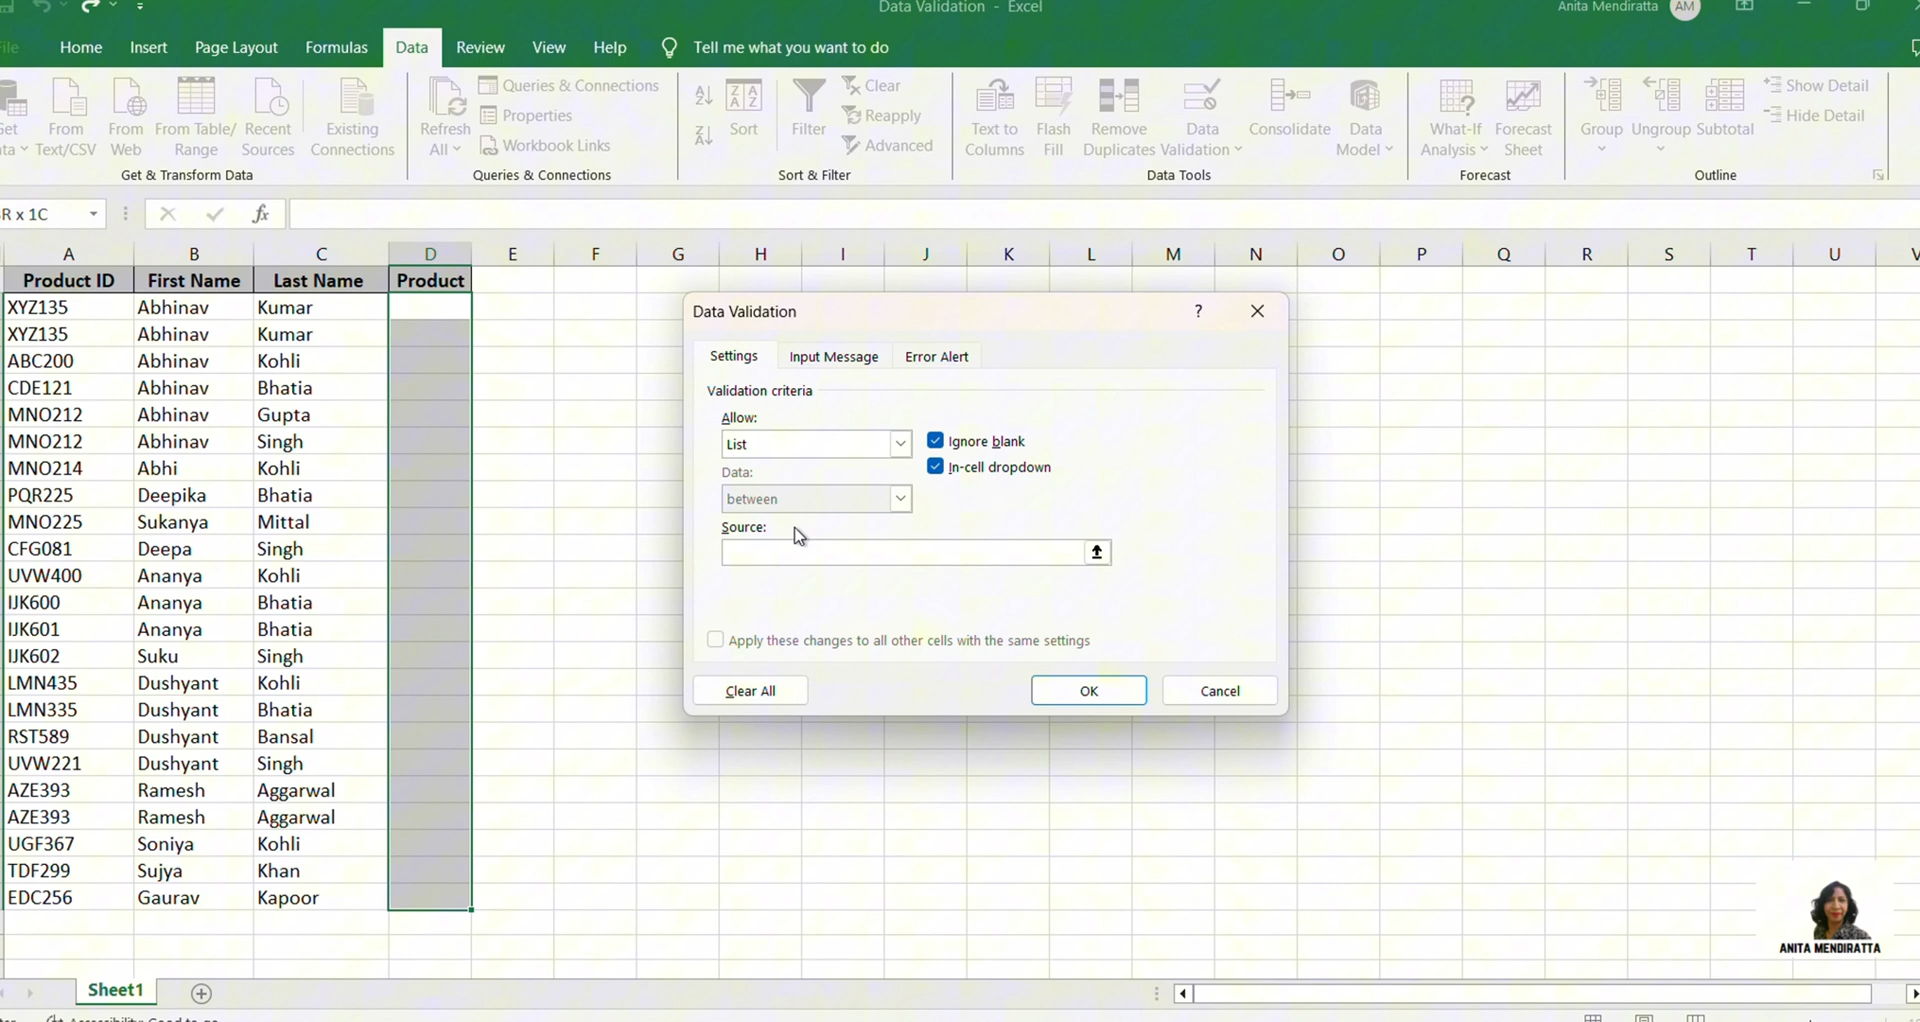 Data Validation - Excel
Anita Mendiratta AM
File Home Insert Page Layout Formulas Data Review View Help Tell me what you want to do
Get
Data
From
Text/CSV
From
Web
From Table/
Range
Recent
Sources
Existing
Connections
Get & Transform Data
Refresh
All
Queries & Connections
Properties
Workbook Links
Queries & Connections
Sort
Filter
Clear
Reapply
Advanced
Sort & Filter
Text to
Columns
Flash
Fill
Remove
Duplicates
Data
Validation
Consolidate
Data
Model
Data Tools
What-If
Analysis
Forecast
Sheet
Forecast
Group
Ungroup
Subtotal
Show Detail
Hide Detail
Outline
R x 1C fx
A B C D E F G H I J K L M N O P Q R S T U V
Product ID First Name Last Name Product
XYZ135 Abhinav Kumar
XYZ135 Abhinav Kumar
ABC200 Abhinav Kohli
CDE121 Abhinav Bhatia
MNO212 Abhinav Gupta
MNO212 Abhinav Singh
MNO214 Abhi Kohli
PQR225 Deepika Bhatia
MNO225 Sukanya Mittal
CFG081 Deepa Singh
UVW400 Ananya Kohli
IJK600 Ananya Bhatia
IJK601 Ananya Bhatia
IJK602 Suku Singh
LMN435 Dushyant Kohli
LMN335 Dushyant Bhatia
RST589 Dushyant Bansal
UVW221 Dushyant Singh
AZE393 Ramesh Aggarwal
AZE393 Ramesh Aggarwal
UGF367 Soniya Kohli
TDF299 Sujya Khan
EDC256 Gaurav Kapoor
Data Validation ?
Settings Input Message Error Alert
Validation criteria
Allow:
List
Ignore blank
In-cell dropdown
Data:
between
Source:
Apply these changes to all other cells with the same settings
Clear All OK Cancel
ANITA MENDIRATTA
Sheet1